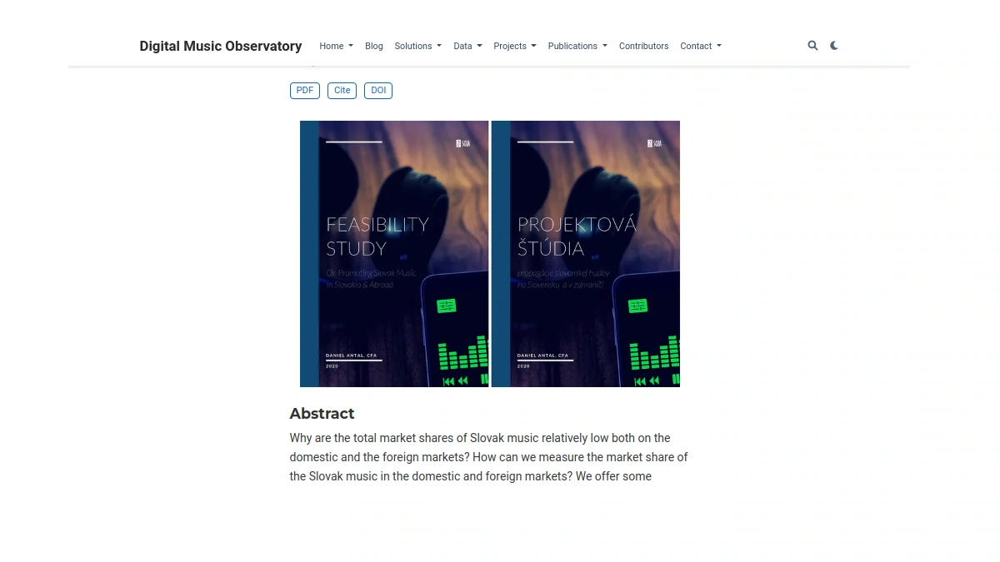 Digital Music Observatory Home Blog Solutions Data Projects Publications Contributors Contact
PDF Cite DOI
SOZA
FEASIBILITY
STUDY
On Promoting Slovak Music
In Slovakia & Abroad
DANIEL ANTAL, CFA
2020
SOZA
PROJEKTOVÁ
ŠTÚDIA
propagácie slovenskej hudby
na Slovensku a v zahraničí
DANIEL ANTAL, CFA
2020
Abstract
Why are the total market shares of Slovak music relatively low both on the
domestic and the foreign markets? How can we measure the market share of
the Slovak music in the domestic and foreign markets? We offer some